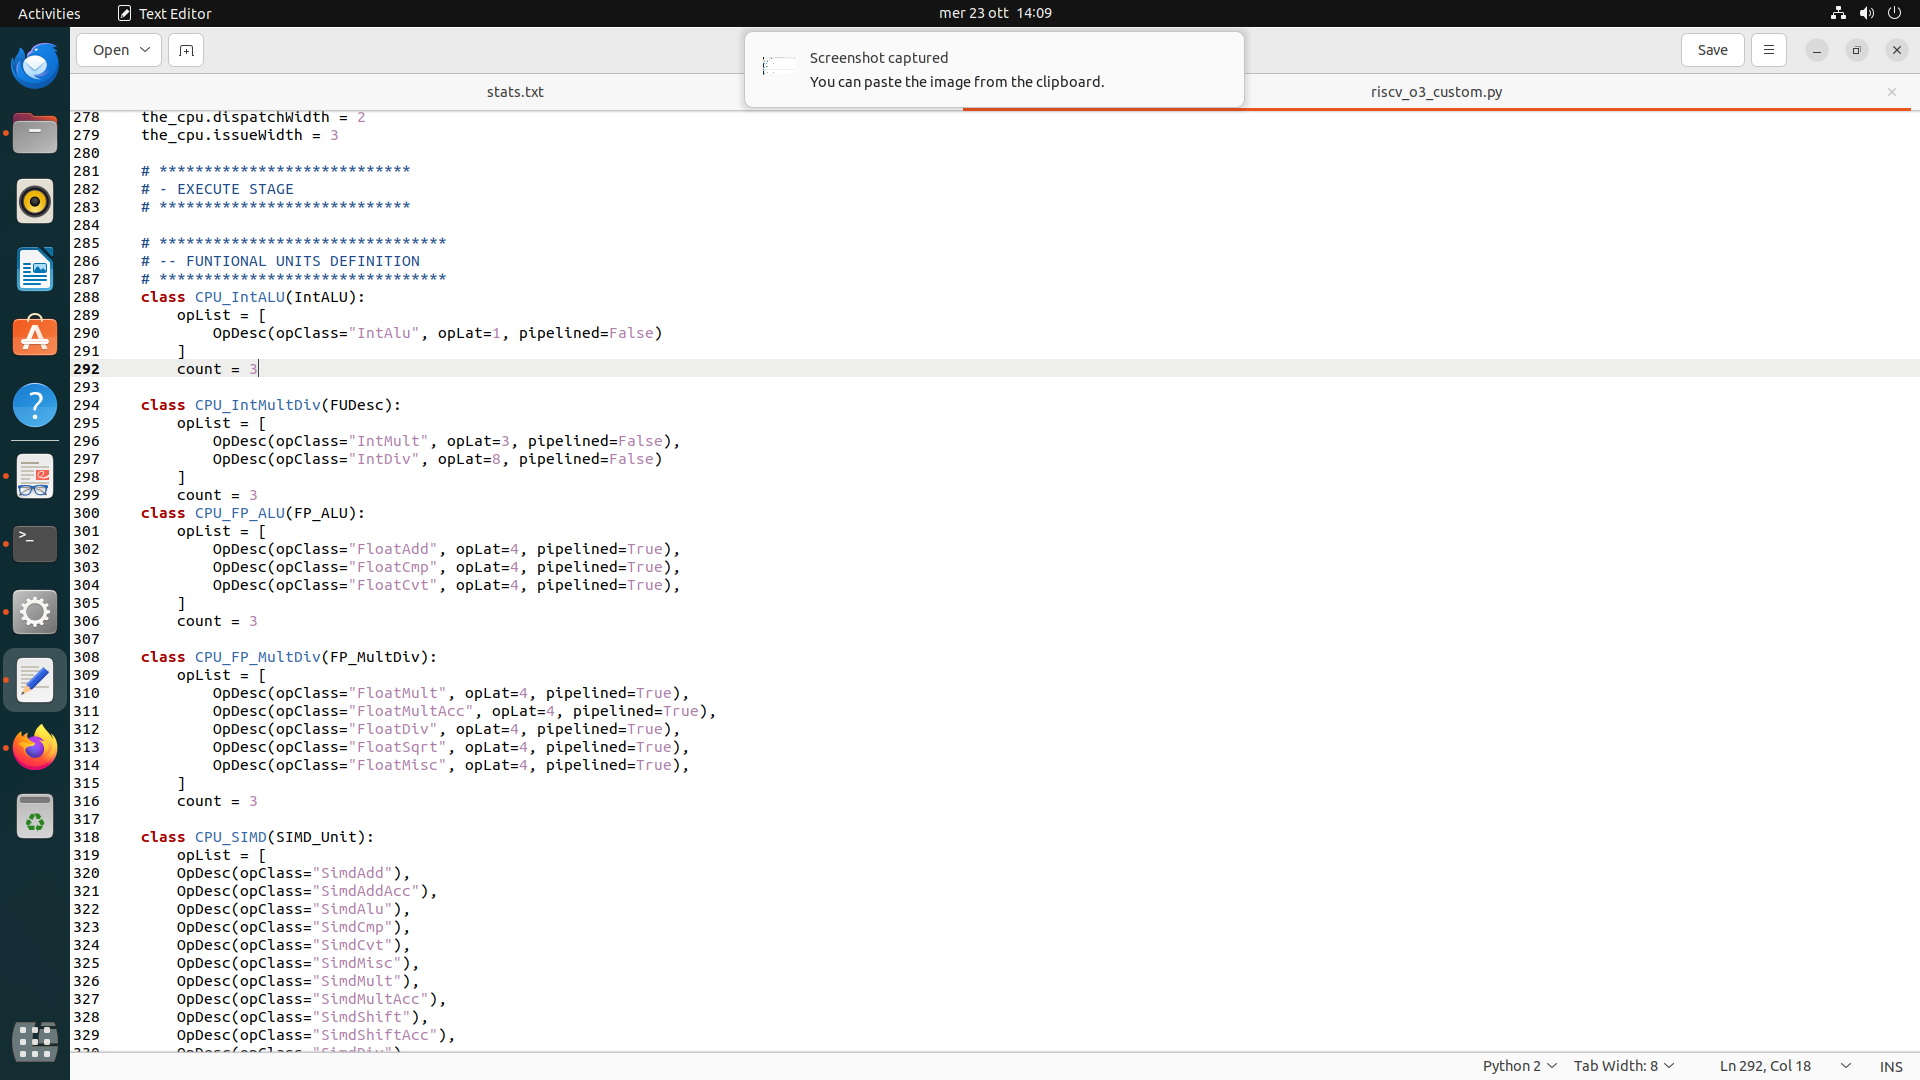 Activities
Text Editor
mer 23 ott 14:09
Open
Screenshot captured
You can paste the image from the clipboard.
Save
stats.txt
riscv_o3_custom.py
278 the_cpu.dispatchWidth = 2
279 the_cpu.issueWidth = 3
280
281 # ****************************
282 # - EXECUTE STAGE
283 # ****************************
284
285 # ********************************
286 # -- FUNTIONAL UNITS DEFINITION
287 # ********************************
288 class CPU_IntALU(IntALU):
289 opList = [
290 OpDesc(opClass="IntAlu", opLat=1, pipelined=False)
291 ]
292 count = 3
293
294 class CPU_IntMultDiv(FUDesc):
295 opList = [
296 OpDesc(opClass="IntMult", opLat=3, pipelined=False),
297 OpDesc(opClass="IntDiv", opLat=8, pipelined=False)
298 ]
299 count = 3
300 class CPU_FP_ALU(FP_ALU):
301 opList = [
302 OpDesc(opClass="FloatAdd", opLat=4, pipelined=True),
303 OpDesc(opClass="FloatCmp", opLat=4, pipelined=True),
304 OpDesc(opClass="FloatCvt", opLat=4, pipelined=True),
305 ]
306 count = 3
307
308 class CPU_FP_MultDiv(FP_MultDiv):
309 opList = [
310 OpDesc(opClass="FloatMult", opLat=4, pipelined=True),
311 OpDesc(opClass="FloatMultAcc", opLat=4, pipelined=True),
312 OpDesc(opClass="FloatDiv", opLat=4, pipelined=True),
313 OpDesc(opClass="FloatSqrt", opLat=4, pipelined=True),
314 OpDesc(opClass="FloatMisc", opLat=4, pipelined=True),
315 ]
316 count = 3
317
318 class CPU_SIMD(SIMD_Unit):
319 opList = [
320 OpDesc(opClass="SimdAdd"),
321 OpDesc(opClass="SimdAddAcc"),
322 OpDesc(opClass="SimdAlu"),
323 OpDesc(opClass="SimdCmp"),
324 OpDesc(opClass="SimdCvt"),
325 OpDesc(opClass="SimdMisc"),
326 OpDesc(opClass="SimdMult"),
327 OpDesc(opClass="SimdMultAcc"),
328 OpDesc(opClass="SimdShift"),
329 OpDesc(opClass="SimdShiftAcc"),
Python 2
Tab Width: 8
Ln 292, Col 18
INS